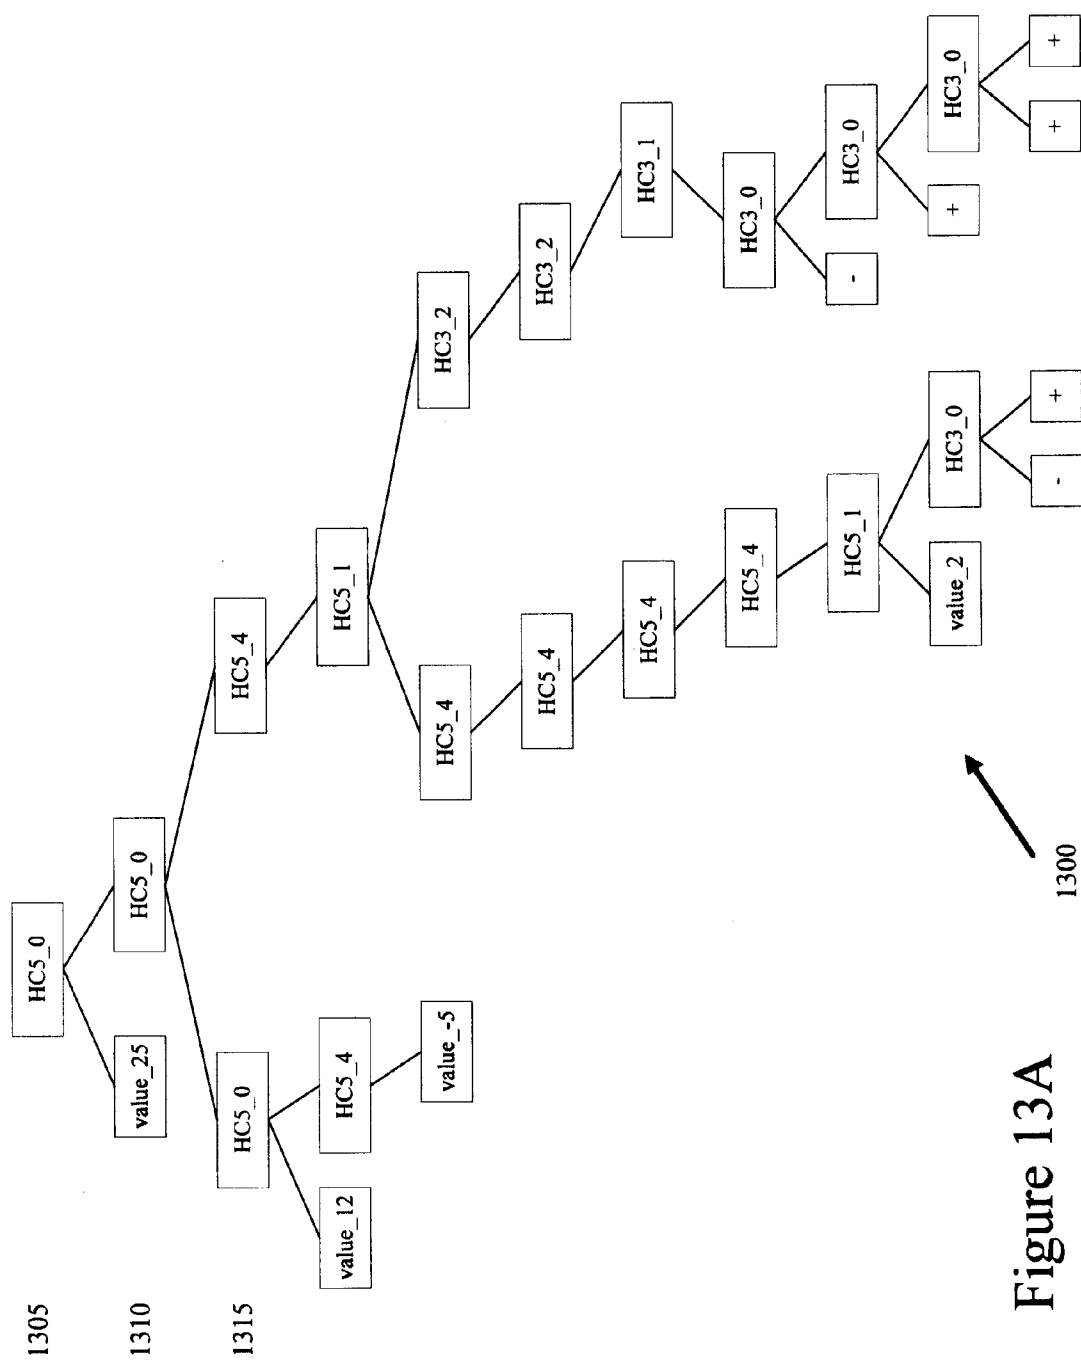 1305 HC5_0
1310 value_25 HC5_0
1315 HC5_0 HC5_4
value_12 HC5_4 HC5_1
value_-5 HC5_4 HC3_2
HC5_4 HC3_2
HC5_4 HC3_1
HC5_4 HC3_0
HC5_1 - HC3_0
value_2 HC3_0 + HC3_0
1300 - + + +
Figure 13A